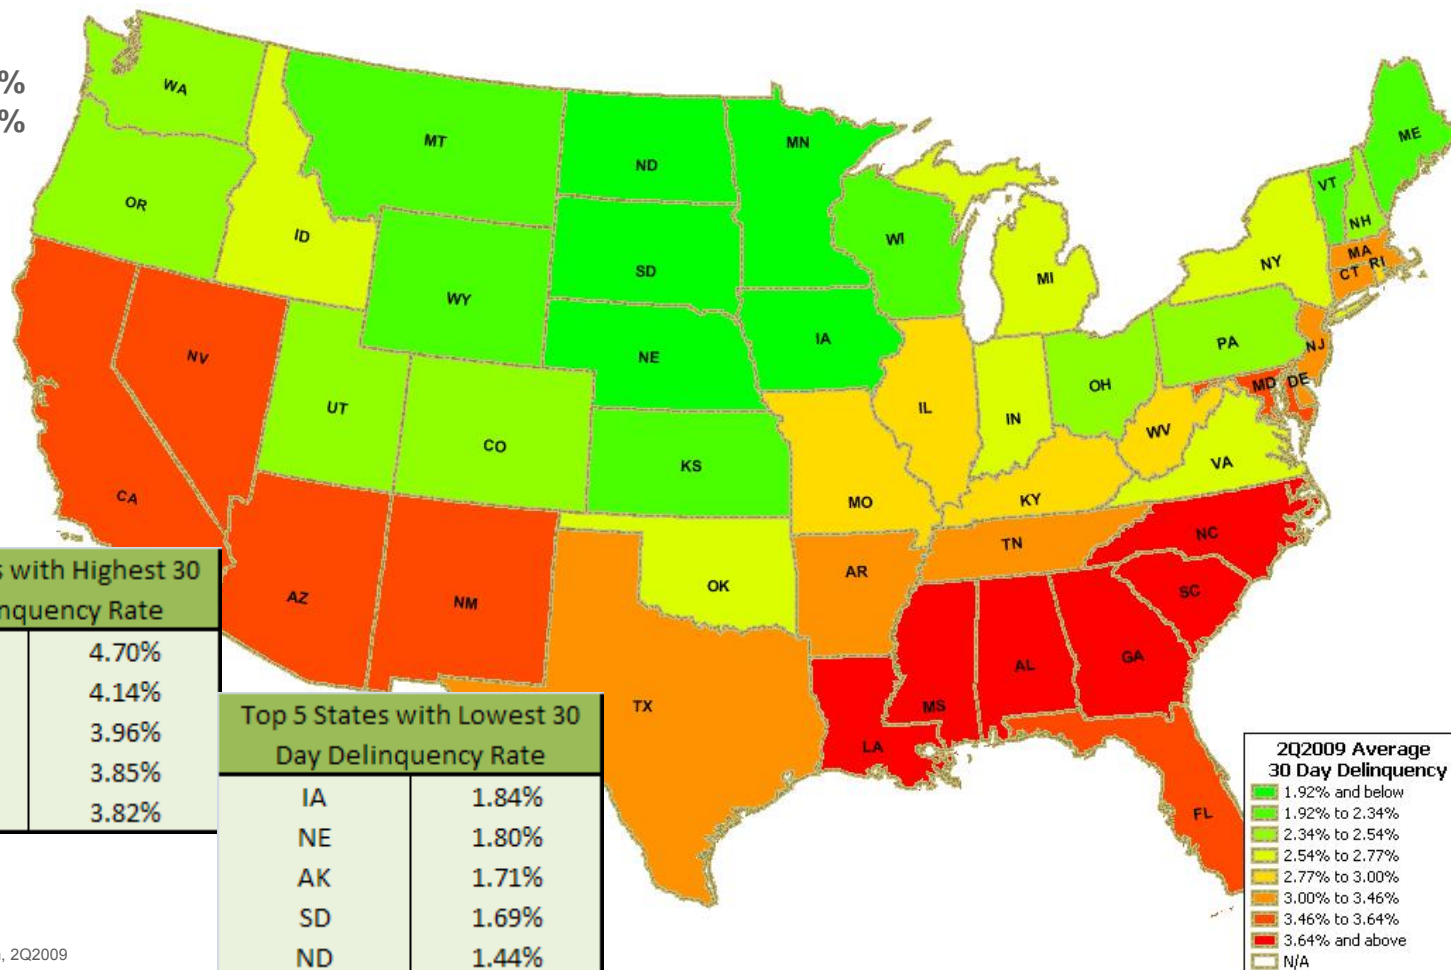 %
%
WA
MT
ND
MN
ME
VT
NH
OR
ID
SD
WI
NY
MA
CT
RI
WY
MI
NV
NE
IA
PA
NJ
UT
CO
IL
IN
OH
MD
DE
KS
WV
VA
CA
MO
KY
NC
TN
AZ
NM
OK
AR
SC
AL
GA
TX
MS
LA
FL
s with Highest 30
nquency Rate
4.70%
4.14%
3.96%
3.85%
3.82%
Top 5 States with Lowest 30
Day Delinquency Rate
IA 1.84%
NE 1.80%
AK 1.71%
SD 1.69%
ND 1.44%
2Q2009 Average
30 Day Delinquency
1.92% and below
1.92% to 2.34%
2.34% to 2.54%
2.54% to 2.77%
2.77% to 3.00%
3.00% to 3.46%
3.46% to 3.64%
3.64% and above
N/A
, 2Q2009